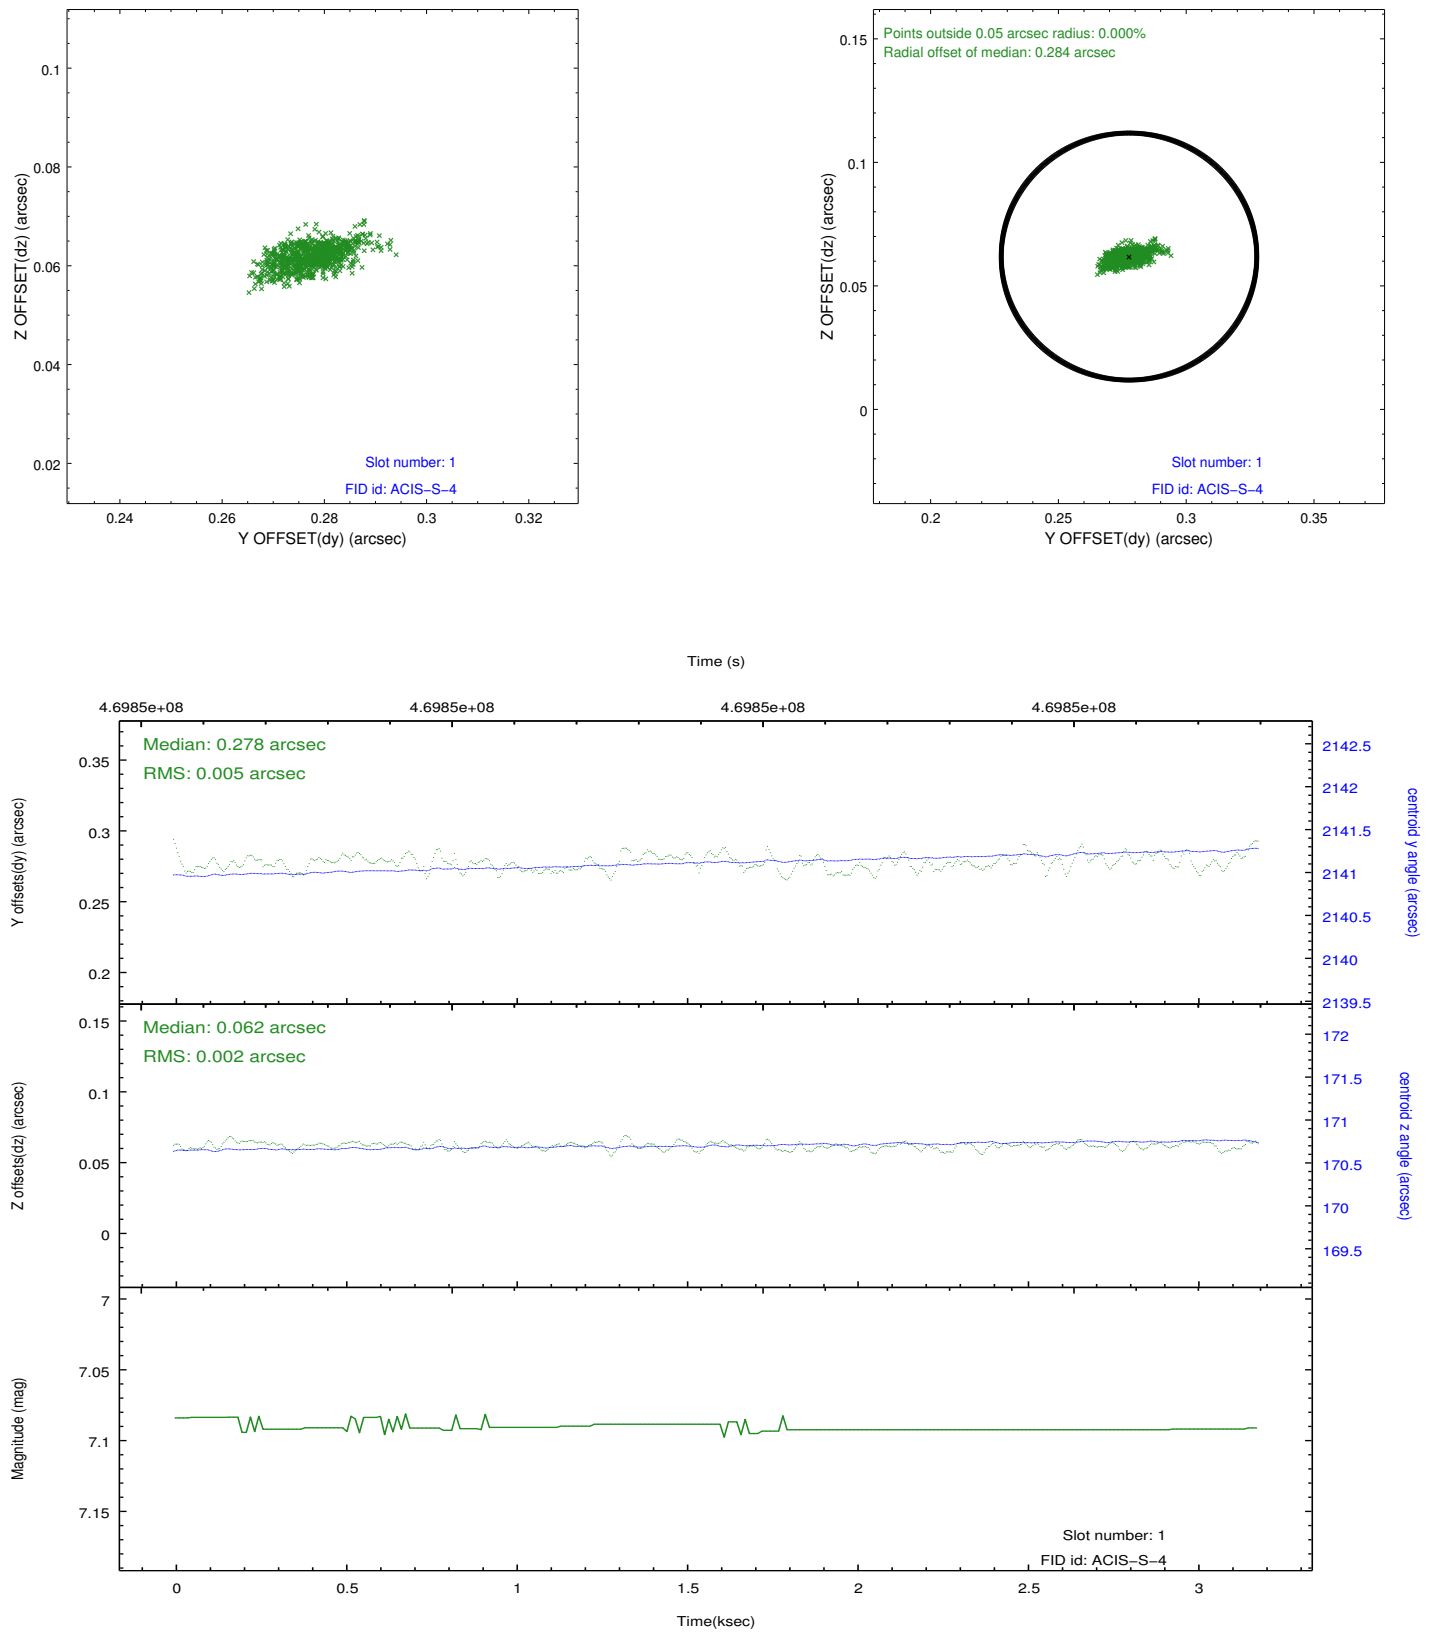 0.1
0.08
0.06
0.04
0.02
Z OFFSET(dz) (arcsec)
Slot number: 1
FID id: ACIS−S−4
0.24 0.26 0.28 0.3 0.32
Y OFFSET(dy) (arcsec)
Points outside 0.05 arcsec radius: 0.000%
Radial offset of median: 0.284 arcsec
0.15
0.1
0.05
0
Z OFFSET(dz) (arcsec)
Slot number: 1
FID id: ACIS−S−4
0.2 0.25 0.3 0.35
Y OFFSET(dy) (arcsec)
Time (s)
4.6985e+08 4.6985e+08 4.6985e+08 4.6985e+08
Median: 0.278 arcsec
RMS: 0.005 arcsec
0.35
0.3
0.25
0.2
Y offsets(dy) (arcsec)
2142.5
2142
2141.5
2141
2140.5
2140
2139.5
centroid y angle (arcsec)
Median: 0.062 arcsec
RMS: 0.002 arcsec
0.15
0.1
0.05
0
Z offsets(dz) (arcsec)
172
171.5
171
170.5
170
169.5
centroid z angle (arcsec)
7
7.05
7.1
7.15
Magnitude (mag)
Slot number: 1
FID id: ACIS−S−4
0 0.5 1 1.5 2 2.5 3
Time(ksec)